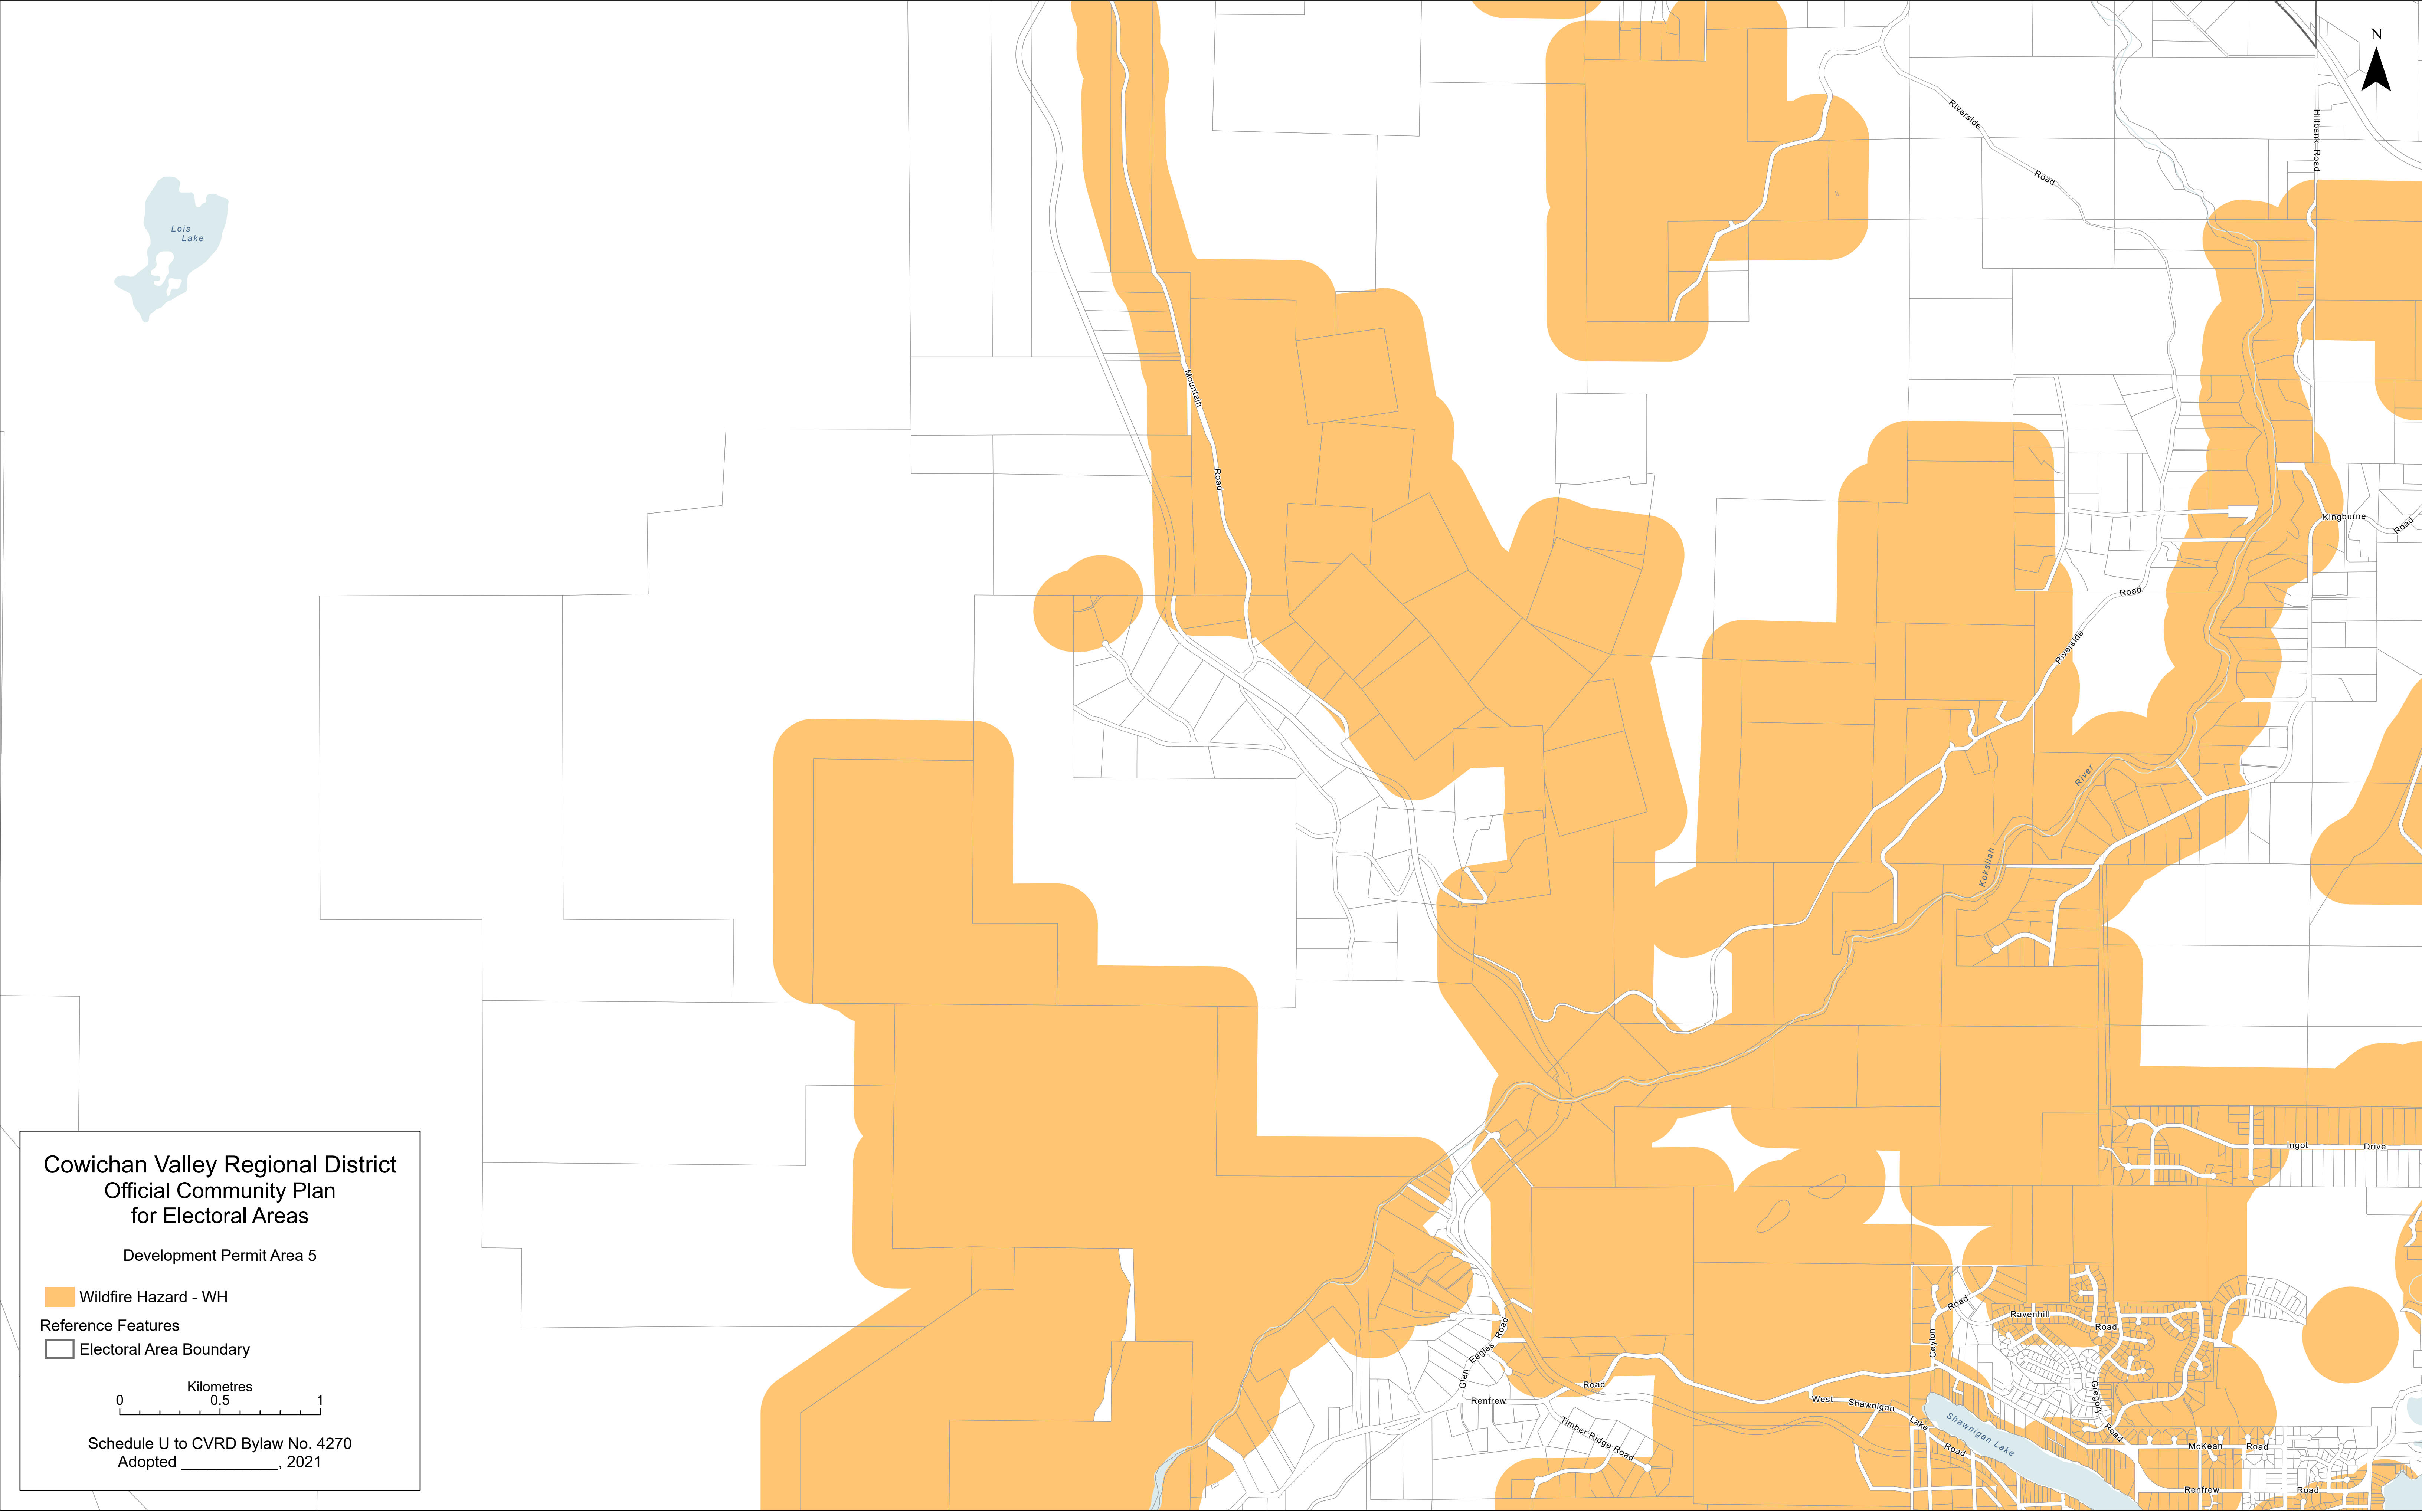 N
Riverside
Road
Hillbank Road
Lois
Lake
Mountain
Road
Kingburne
Road
Road
Riverside
River
Koksilah
Ingot Drive
Cowichan Valley Regional District
Official Community Plan
for Electoral Areas
Development Permit Area 5
Wildfire Hazard - WH
Reference Features
Electoral Area Boundary
Kilometres
0 0.5 1
Schedule U to CVRD Bylaw No. 4270
Adopted ____________, 2021
Road
Ravenhill
Road
Ceylon
Glen Eagles Road
Renfrew Road
Gregory
Road
West Shawnigan Lake Road
Shawnigan Lake
Timber Ridge Road
McKean Road
Renfrew Road